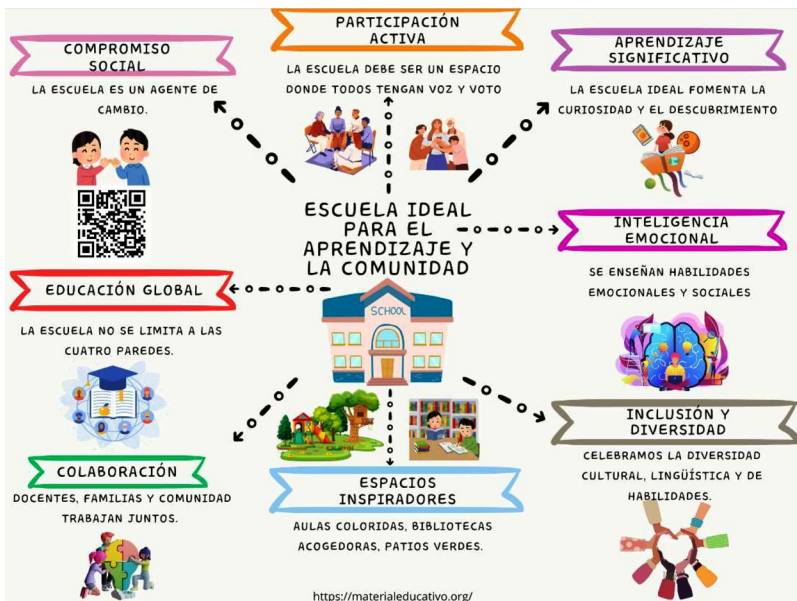 COMPROMISO
SOCIAL
LA ESCUELA ES UN AGENTE DE
CAMBIO.
PARTICIPACIÓN
ACTIVA
LA ESCUELA DEBE SER UN ESPACIO
DONDE TODOS TENGAN VOZ Y VOTO
APRENDIZAJE
SIGNIFICATIVO
LA ESCUELA IDEAL FOMENTA LA
CURIOSIDAD Y EL DESCUBRIMIENTO
ESCUELA IDEAL
PARA EL
APRENDIZAJE Y
LA COMUNIDAD
SCHOOL
INTELIGENCIA
EMOCIONAL
SE ENSEÑAN HABILIDADES
EMOCIONALES Y SOCIALES
EDUCACIÓN GLOBAL
LA ESCUELA NO SE LIMITA A LAS
CUATRO PAREDES.
INCLUSIÓN Y
DIVERSIDAD
CELEBRAMOS LA DIVERSIDAD
CULTURAL, LINGÜÍSTICA Y DE
HABILIDADES.
COLABORACIÓN
DOCENTES, FAMILIAS Y COMUNIDAD
TRABAJAN JUNTOS.
ESPACIOS
INSPIRADORES
AULAS COLORIDAS, BIBLIOTECAS
ACOGEDORAS, PATIOS VERDES.
https://materialeducativo.org/